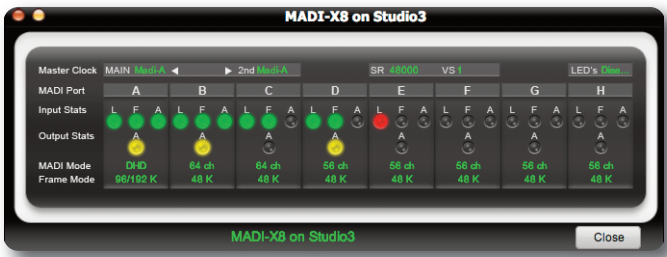 MADI-X8 on Studio3
Master Clock MAIN Madi-A 2nd Madi-A SR 48000 VS 1 LED's Dime...
MADI Port A B C D E F G H
Input Stats L F A L F A L F A L F A L F A L F A L F A L F A
Output Stats A A A A A A A A
MADI Mode DHD 64 ch 64 ch 56 ch 56 ch 56 ch 56 ch 56 ch
Frame Mode 96/192 K 48 K 48 K 48 K 48 K 48 K 48 K 48 K
MADI-X8 on Studio3
Close